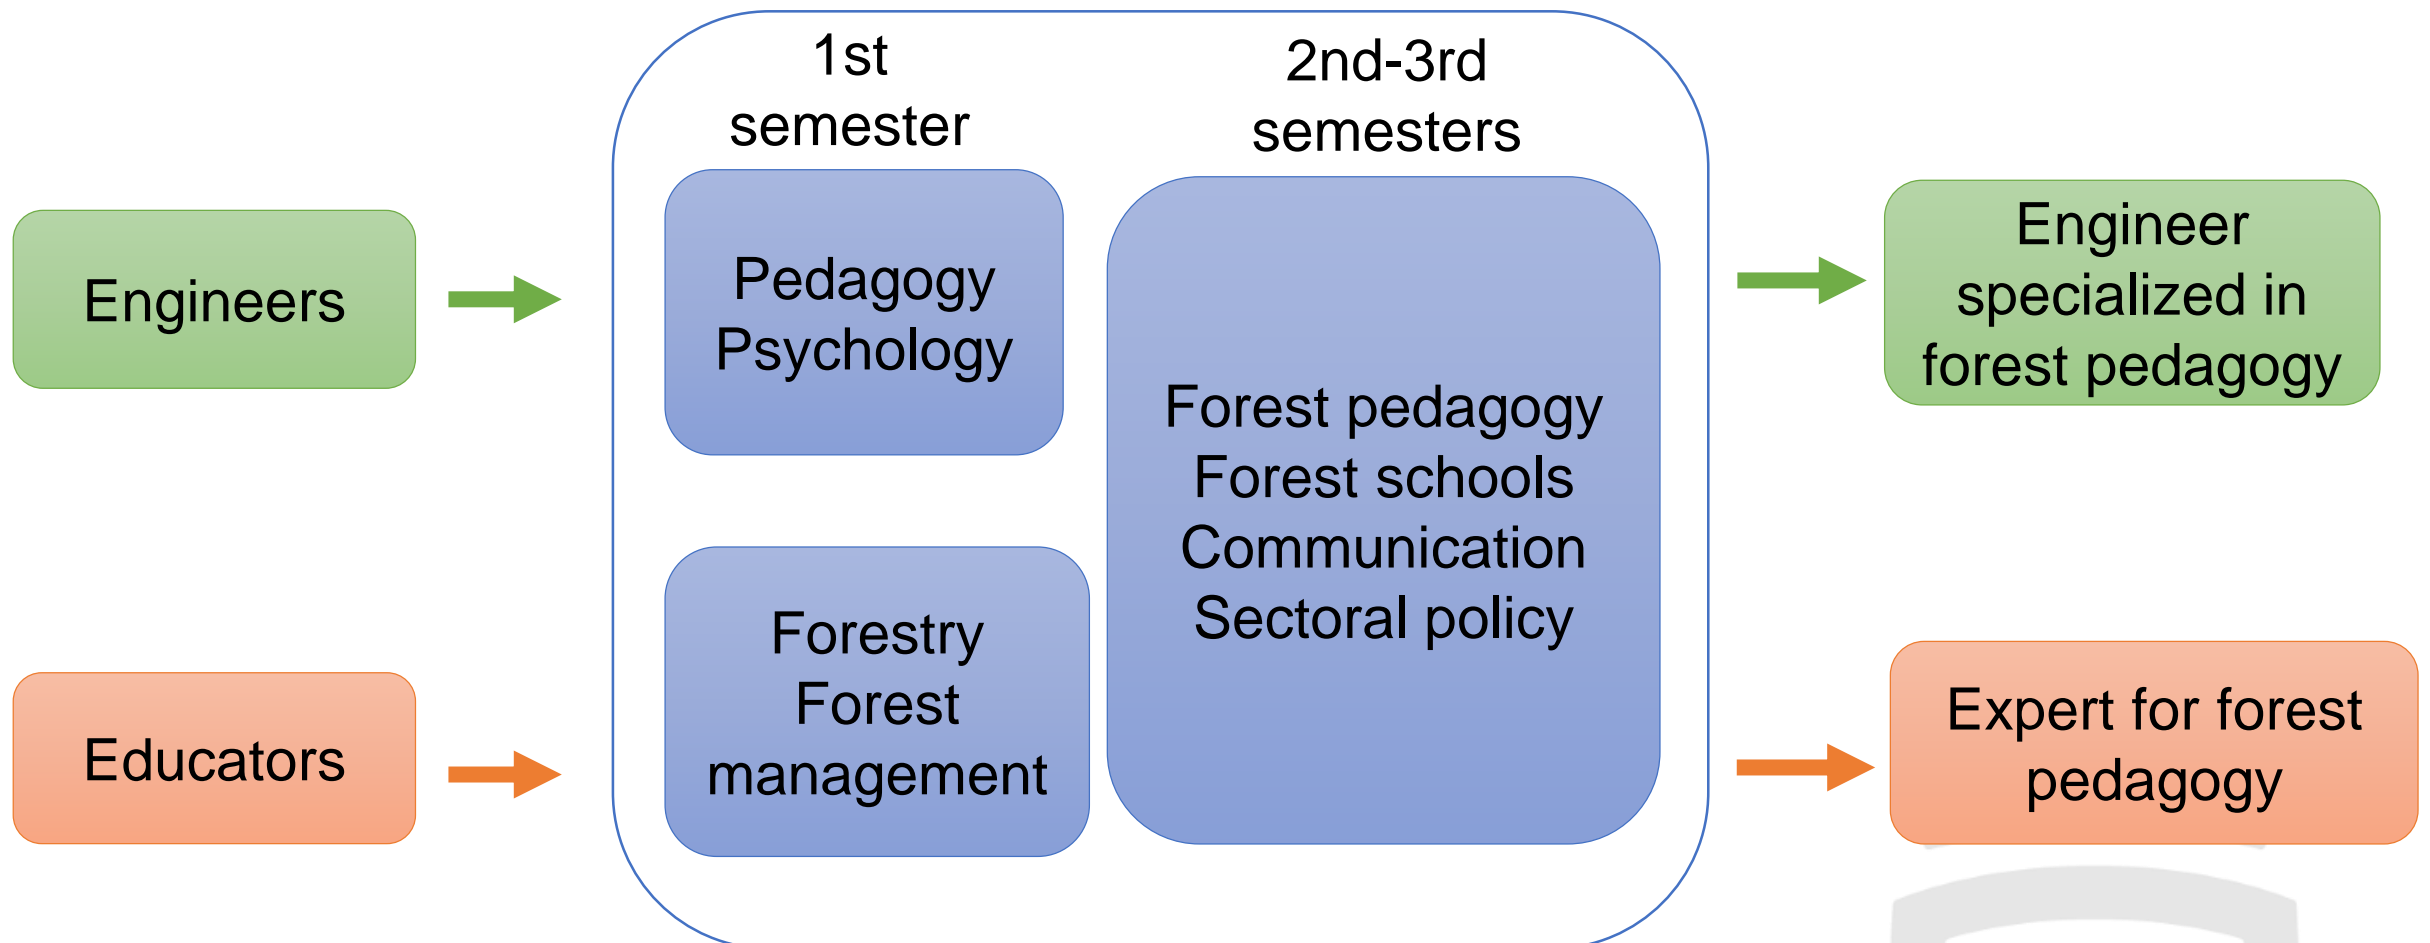 1st
semester
2nd-3rd
semesters
Engineers
Pedagogy
Psychology
Engineer
specialized in
forest pedagogy
Forest pedagogy
Forest schools
Communication
Sectoral policy
Educators
Forestry
Forest
management
Expert for forest
pedagogy